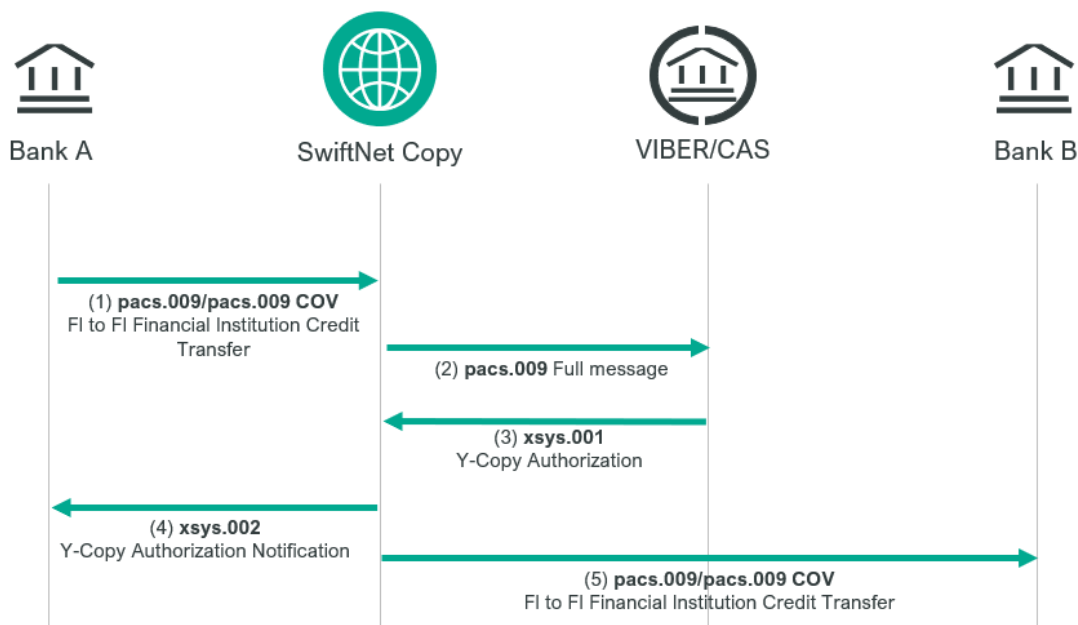 Bank A
SwiftNet Copy
VIBER/CAS
Bank B
(1) pacs.009/pacs.009 COV
FI to FI Financial Institution Credit
Transfer
(2) pacs.009 Full message
(3) xsys.001
Y-Copy Authorization
(4) xsys.002
Y-Copy Authorization Notification
(5) pacs.009/pacs.009 COV
FI to FI Financial Institution Credit Transfer